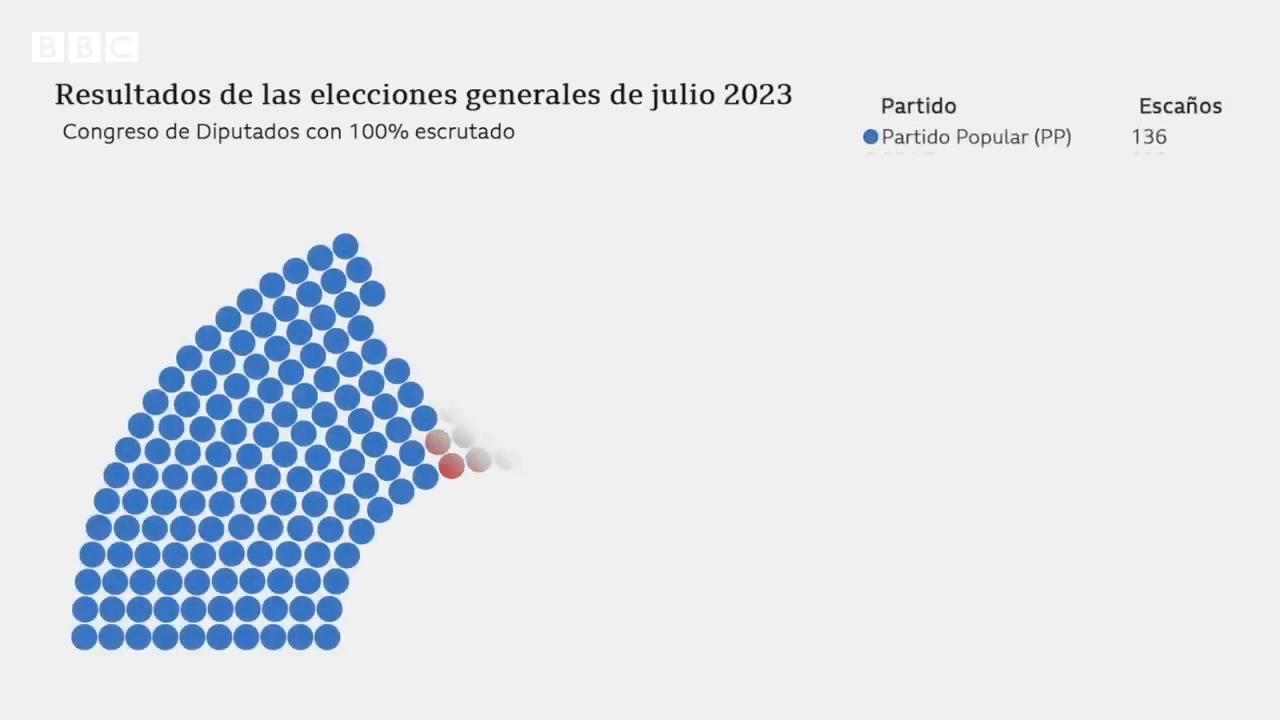 BBC
Resultados de las elecciones generales de julio 2023
Congreso de Diputados con 100% escrutado
Partido Escaños
Partido Popular (PP) 136